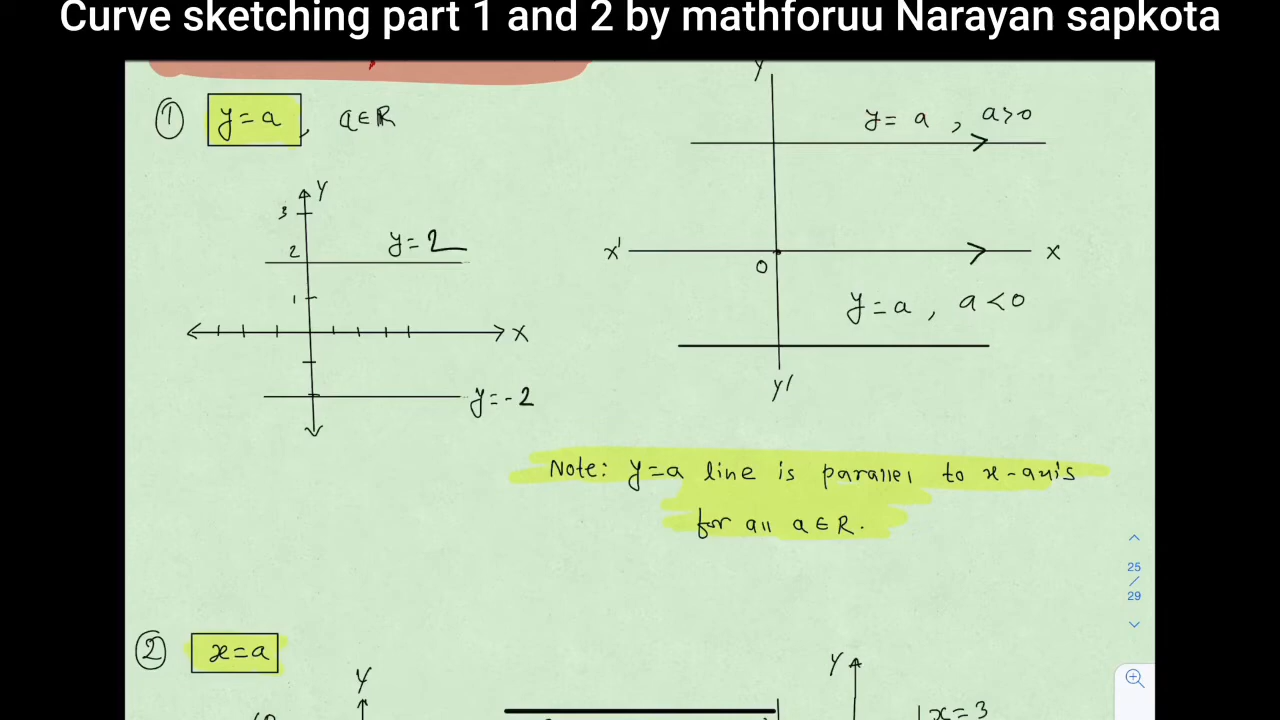 Curve sketching part 1 and 2 by mathforuu Narayan sapkota
① y=a , a∈R
Y
3
2
1
y=2
X
y=-2
y
y= a , a>0
x'
0
x
y=a , a<0
y'
Note: y=a line is parallel to x-axis
for all a∈R.
25
/
29
② x=a
Y
Y
x=3